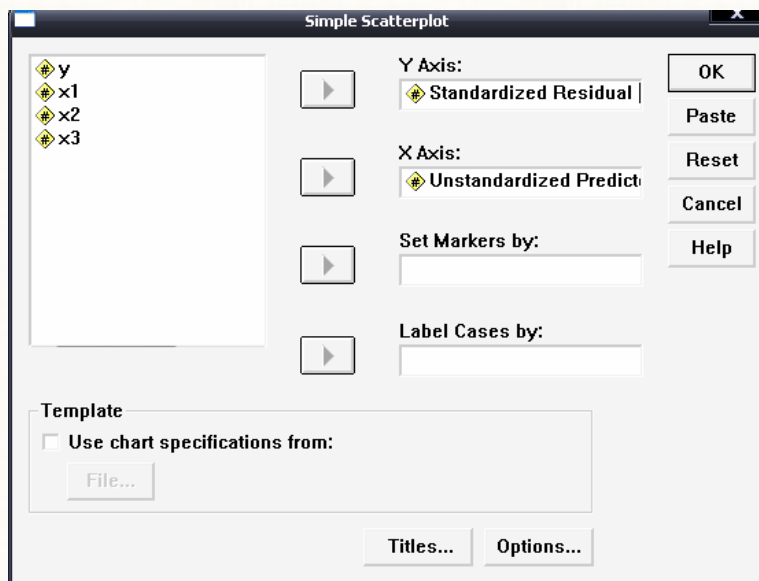 Simple Scatterplot
X
y
x1
x2
x3
Y Axis:
Standardized Residual
X Axis:
Unstandardized Predict
Set Markers by:
Label Cases by:
OK
Paste
Reset
Cancel
Help
Template
Use chart specifications from:
File...
Titles...
Options...